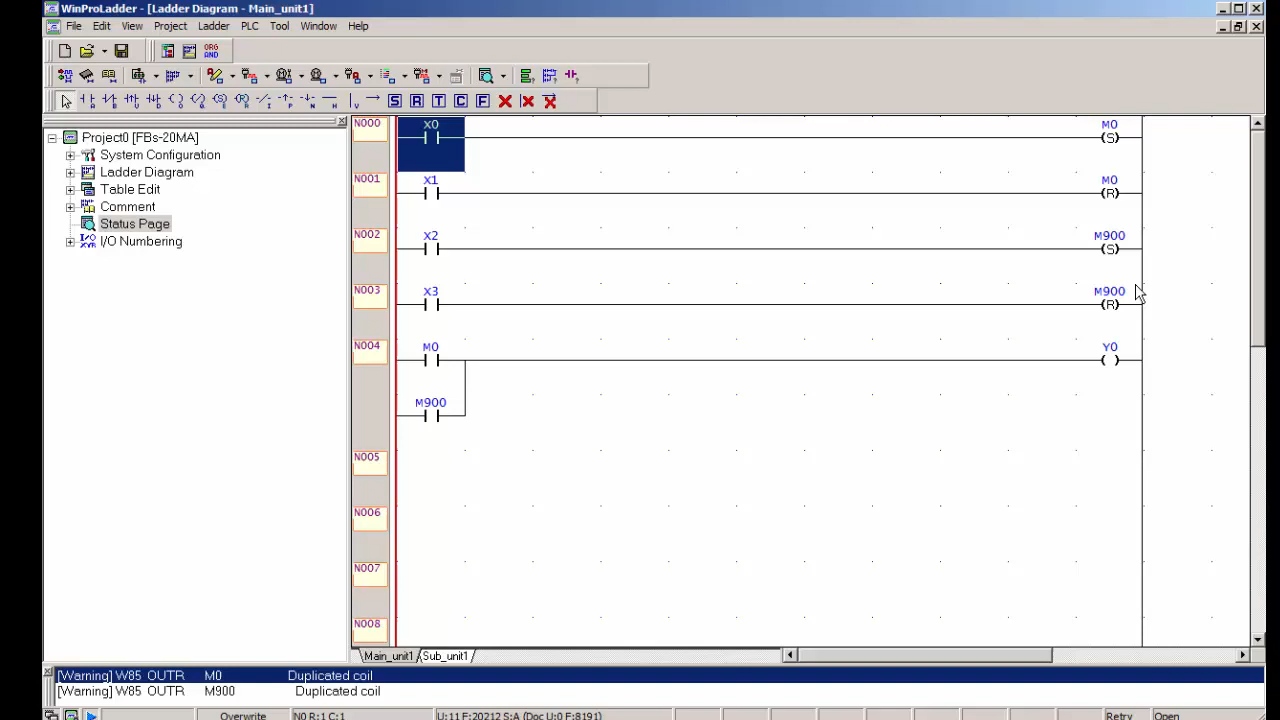 WinProLadder - [Ladder Diagram - Main_unit1]
File Edit View Project Ladder PLC Tool Window Help
ORG
AND
S R T C F
Project0 [FBs-20MA]
System Configuration
Ladder Diagram
Table Edit
Comment
Status Page
I/O Numbering
N000 X0 M0
(S)
N001 X1 M0
(R)
N002 X2 M900
(S)
N003 X3 M900
(R)
N004 M0 Y0
( )
M900
N005
N006
N007
N008
Main_unit1 Sub_unit1
[Warning] W85 OUTR M0 Duplicated coil
[Warning] W85 OUTR M900 Duplicated coil
Overwrite N0 R:1 C:1 U:11 F:20212 S:A (Doc U:0 F:8191) Retry Open